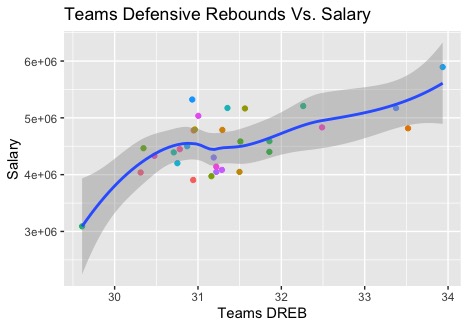 Teams Defensive Rebounds Vs. Salary
6e+06
5e+06
4e+06
3e+06
Salary
30 31 32 33 34
Teams DREB